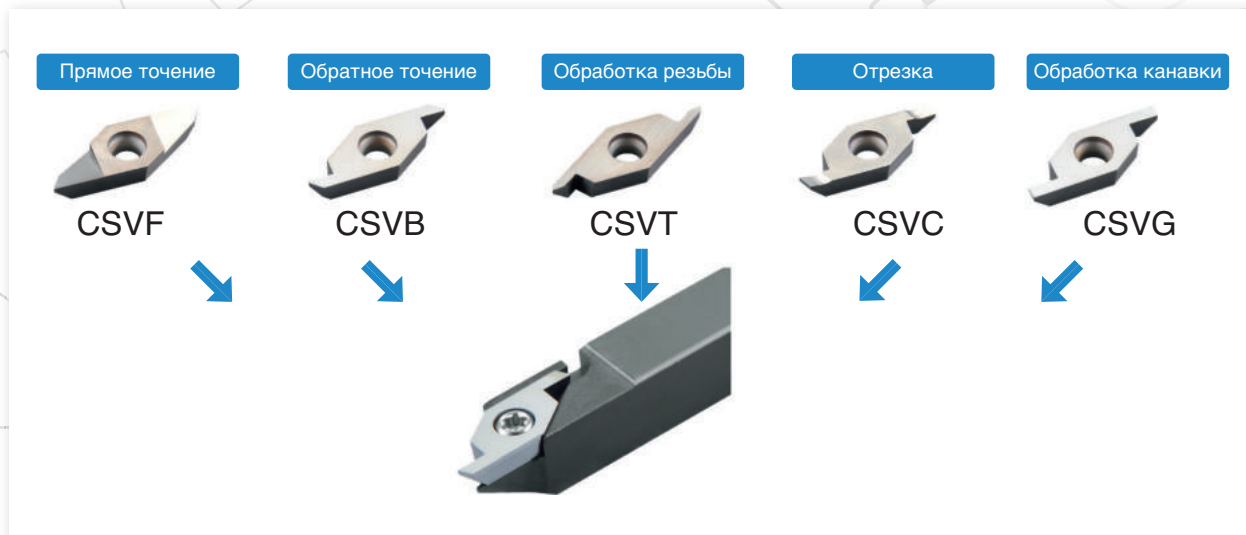 Прямое точение
Обратное точение
Обработка резьбы
Отрезка
Обработка канавки
CSVF
CSVB
CSVT
CSVC
CSVG